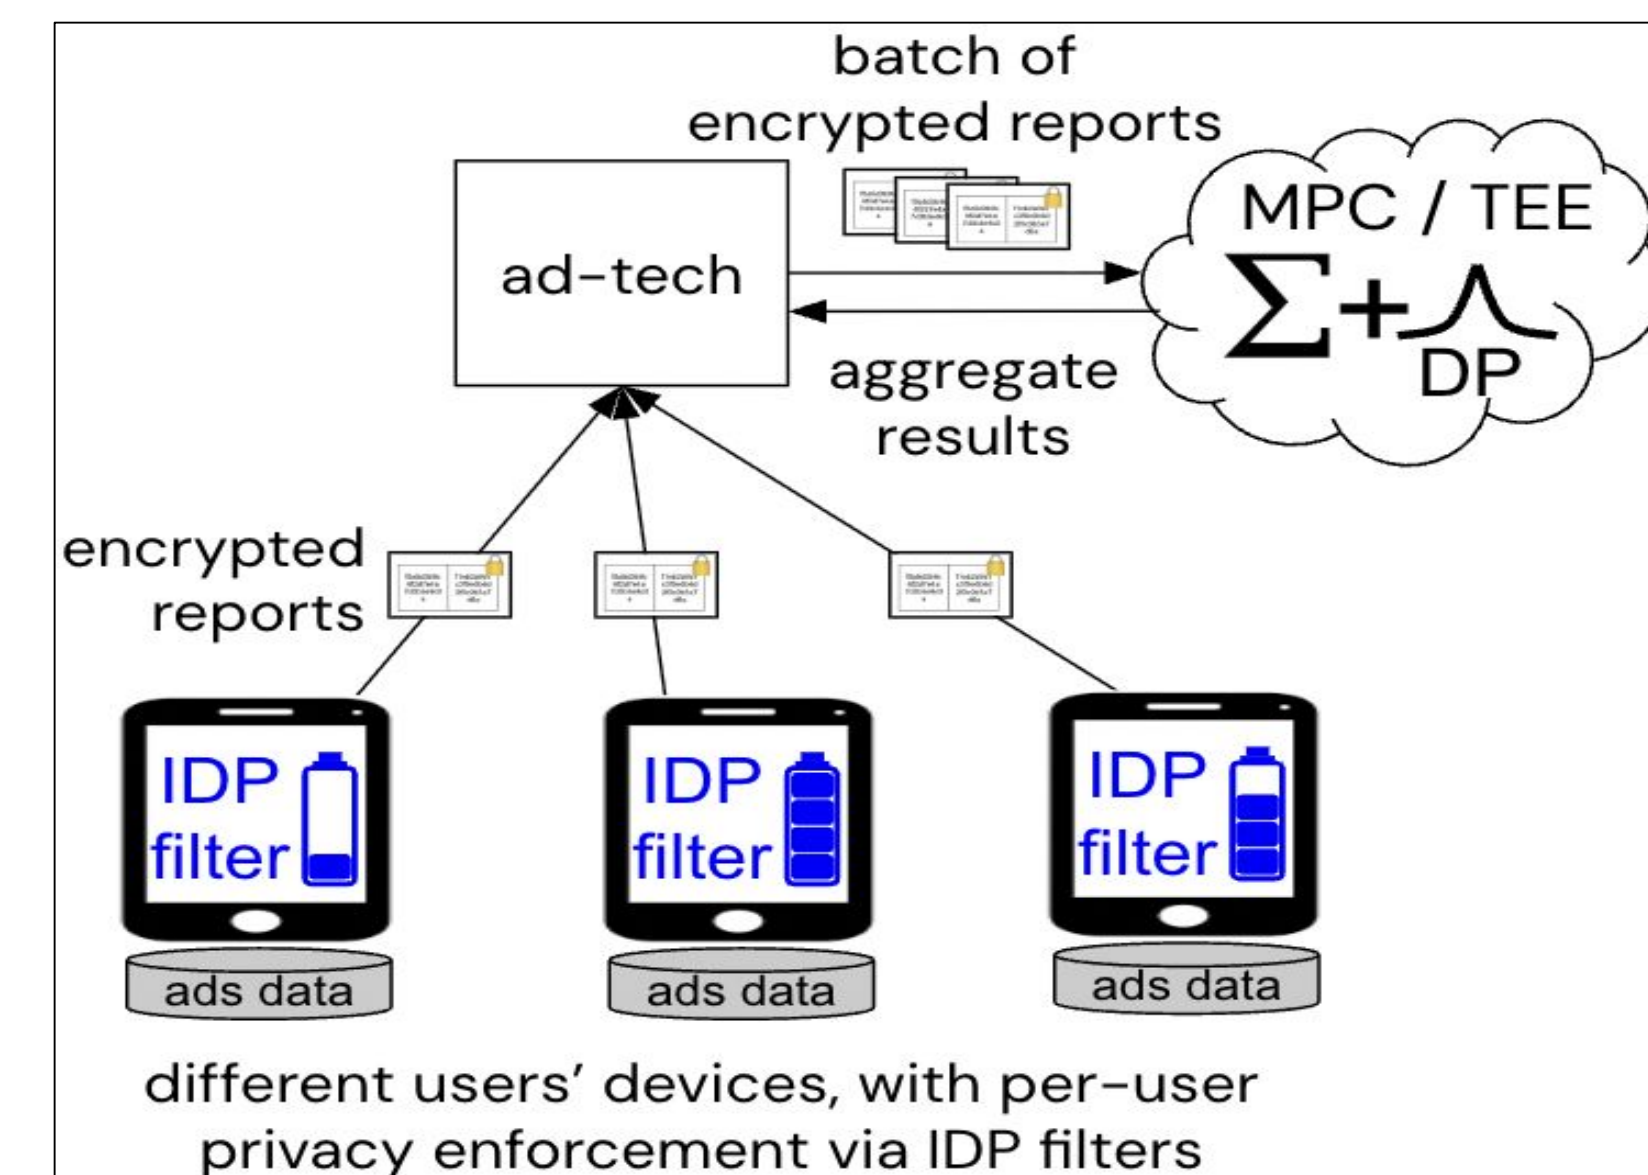 batch of
encrypted reports
MPC / TEE
ad-tech
Σ+
DP
aggregate
results
encrypted
reports
IDP
filter
IDP
filter
IDP
filter
ads data
ads data
ads data
different users’ devices, with per-user
privacy enforcement via IDP filters